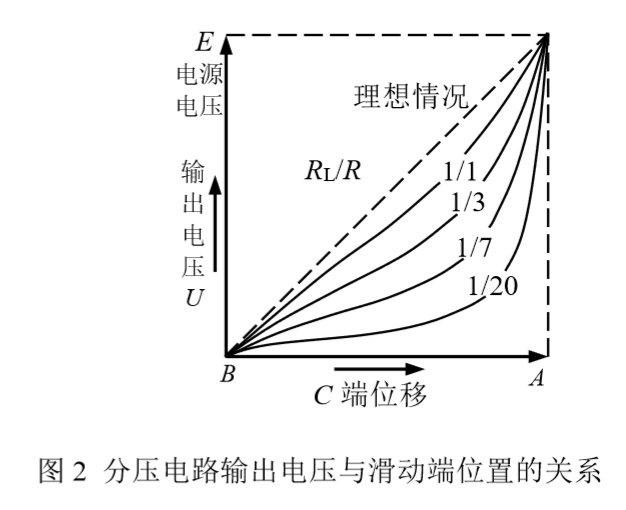 E
电源
电压
理想情况
R_L/R
1/1
1/3
1/7
1/20
输
出
电
压
U
B
A
C 端位移
图 2 分压电路输出电压与滑动端位置的关系